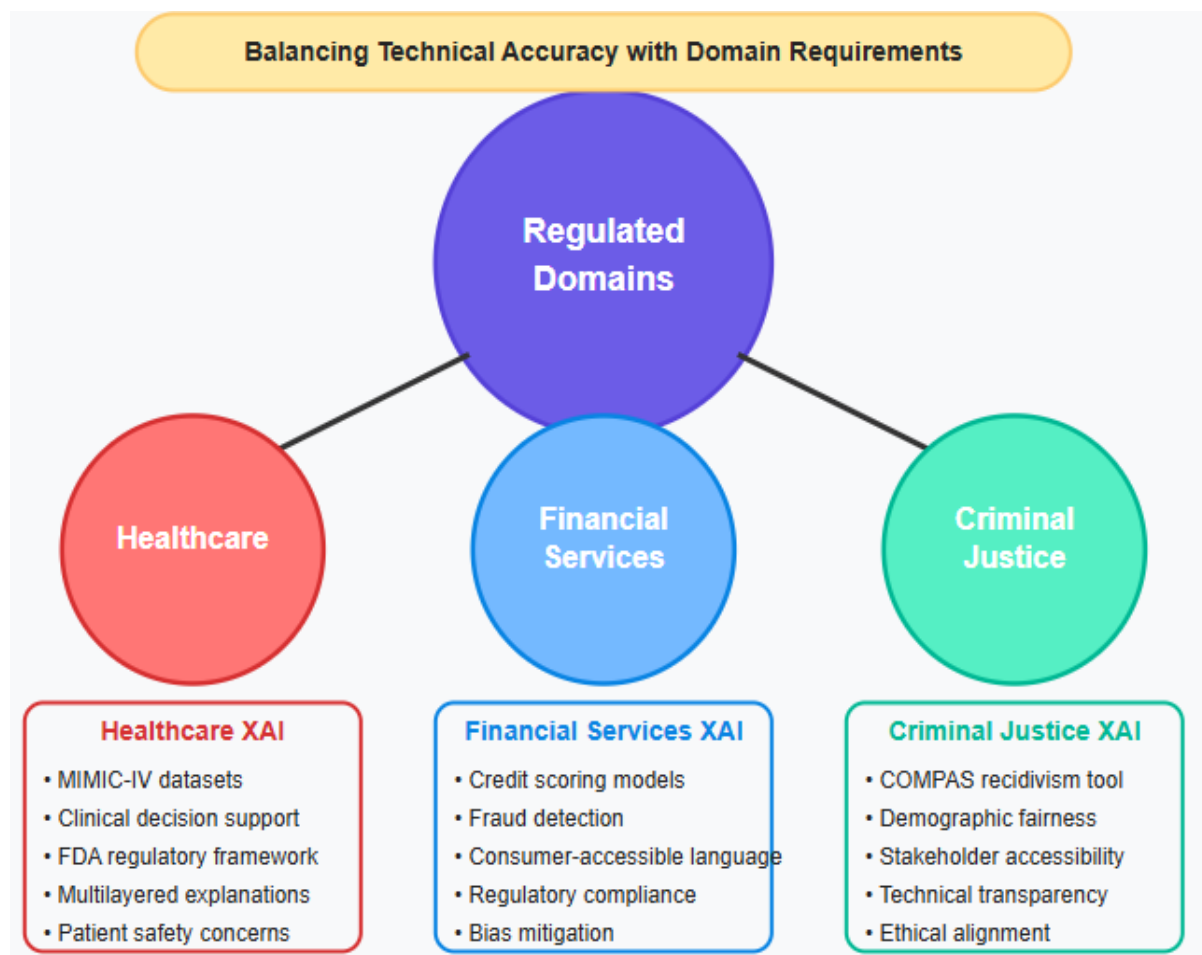 Balancing Technical Accuracy with Domain Requirements
Regulated
Domains
Healthcare
Financial
Services
Criminal
Justice
Healthcare XAI
• MIMIC-IV datasets
• Clinical decision support
• FDA regulatory framework
• Multilayered explanations
• Patient safety concerns
Financial Services XAI
• Credit scoring models
• Fraud detection
• Consumer-accessible language
• Regulatory compliance
• Bias mitigation
Criminal Justice XAI
• COMPAS recidivism tool
• Demographic fairness
• Stakeholder accessibility
• Technical transparency
• Ethical alignment